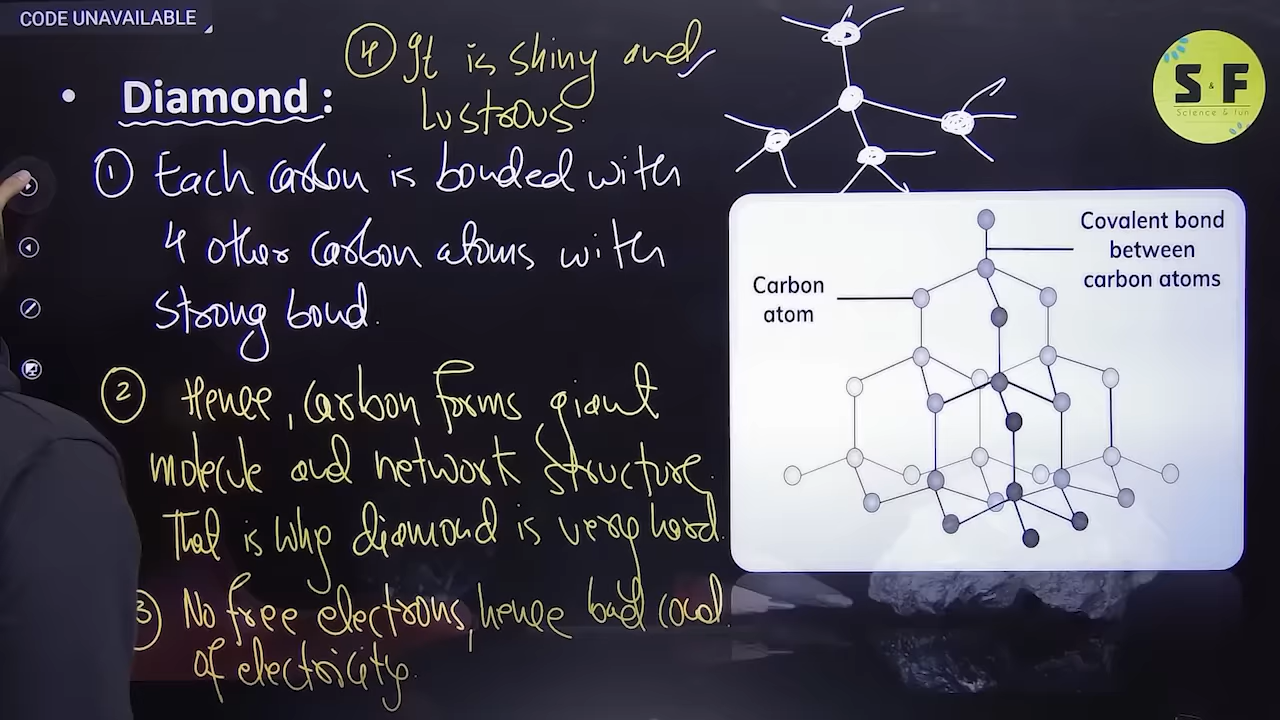 CODE UNAVAILABLE
④ It is shiny and
lustrous.
• Diamond :
① Each carbon is bonded with
4 other carbon atoms with
strong bond.
② Hence, carbon forms giant
molecule and network structure,
That is why diamond is very hard.
3) No free electrons, hence bad cond.
of electricity.
S & F
Science & fun
Covalent bond
between
carbon atoms
Carbon
atom